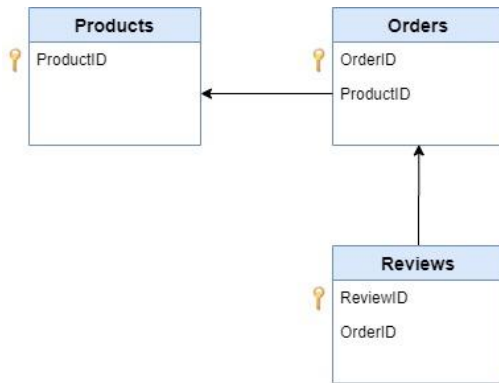 Products
ProductID
Orders
OrderID
ProductID
Reviews
ReviewID
OrderID